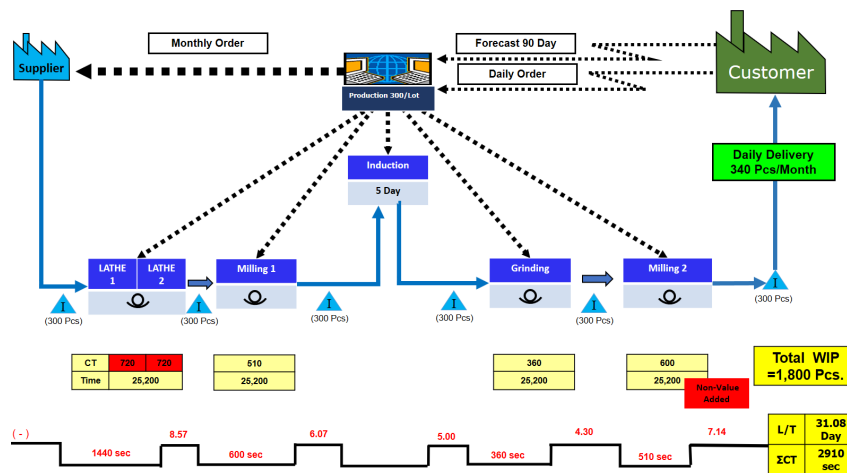 Monthly Order
Forecast 90 Day
Daily Order
Supplier
Customer
Production 300/Lot
Daily Delivery
340 Pcs/Month
Induction
5 Day
LATHE
1
LATHE
2
Milling 1
Grinding
Milling 2
I
(300 Pcs)
I
(300 Pcs)
I
(300 Pcs)
I
(300 Pcs)
I
(300 Pcs)
I
(300 Pcs)
CT 720 720
Time 25,200
510
25,200
360
25,200
600
25,200
Non-Value
Added
Total WIP
=1,800 Pcs.
( - )
1440 sec
8.57
600 sec
6.07
5.00
360 sec
4.30
510 sec
7.14
L/T 31.08
Day
ΣCT 2910
sec